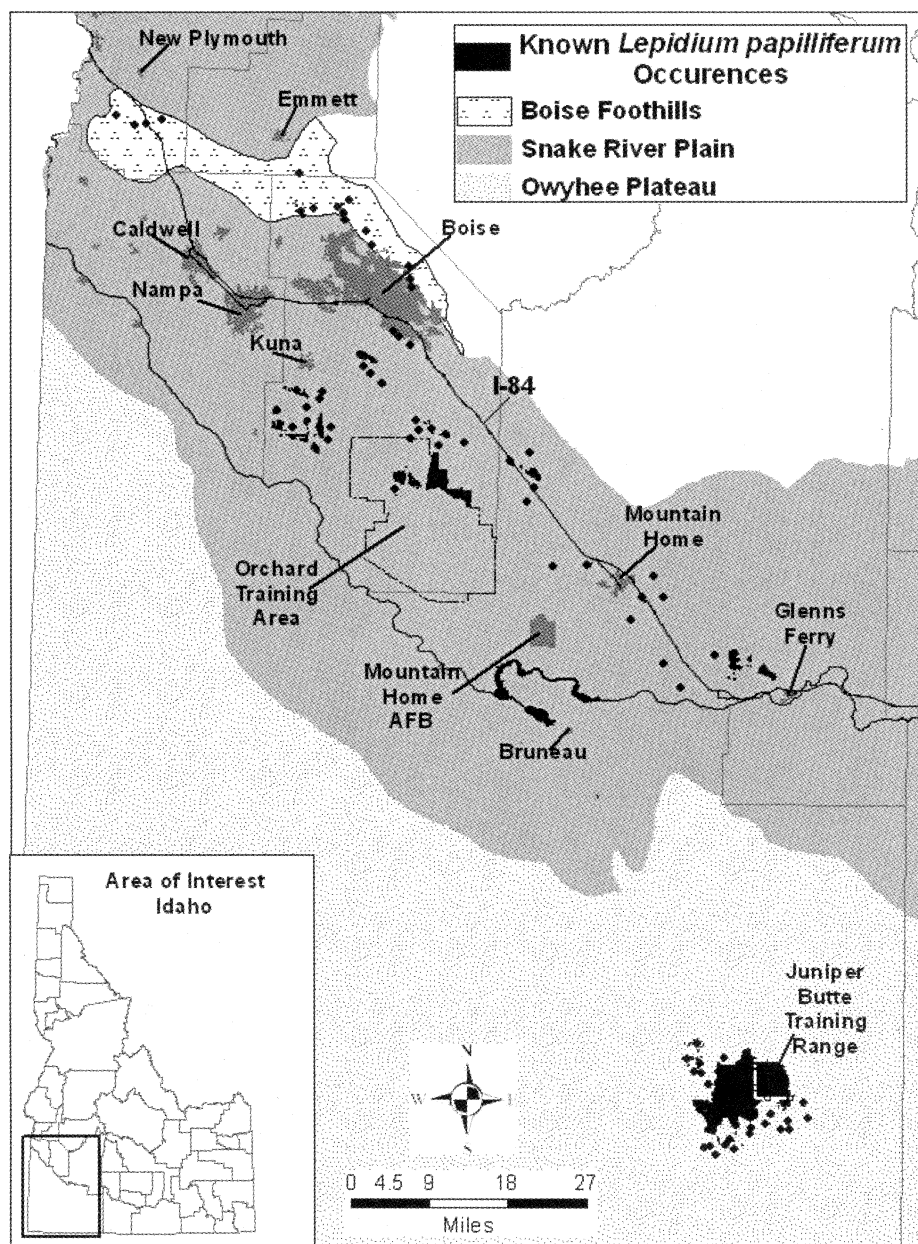 New Plymouth
Emmett
Known Lepidium papilliferum
Occurences
Boise Foothills
Snake River Plain
Owyhee Plateau
Caldwell
Boise
Nampa
Kuna
I-84
Mountain
Home
Orchard
Training
Area
Glenns
Ferry
Mountain
Home
AFB
Bruneau
Area of Interest
Idaho
Juniper
Butte
Training
Range
N
W
0 4.5 9 18 27
Miles